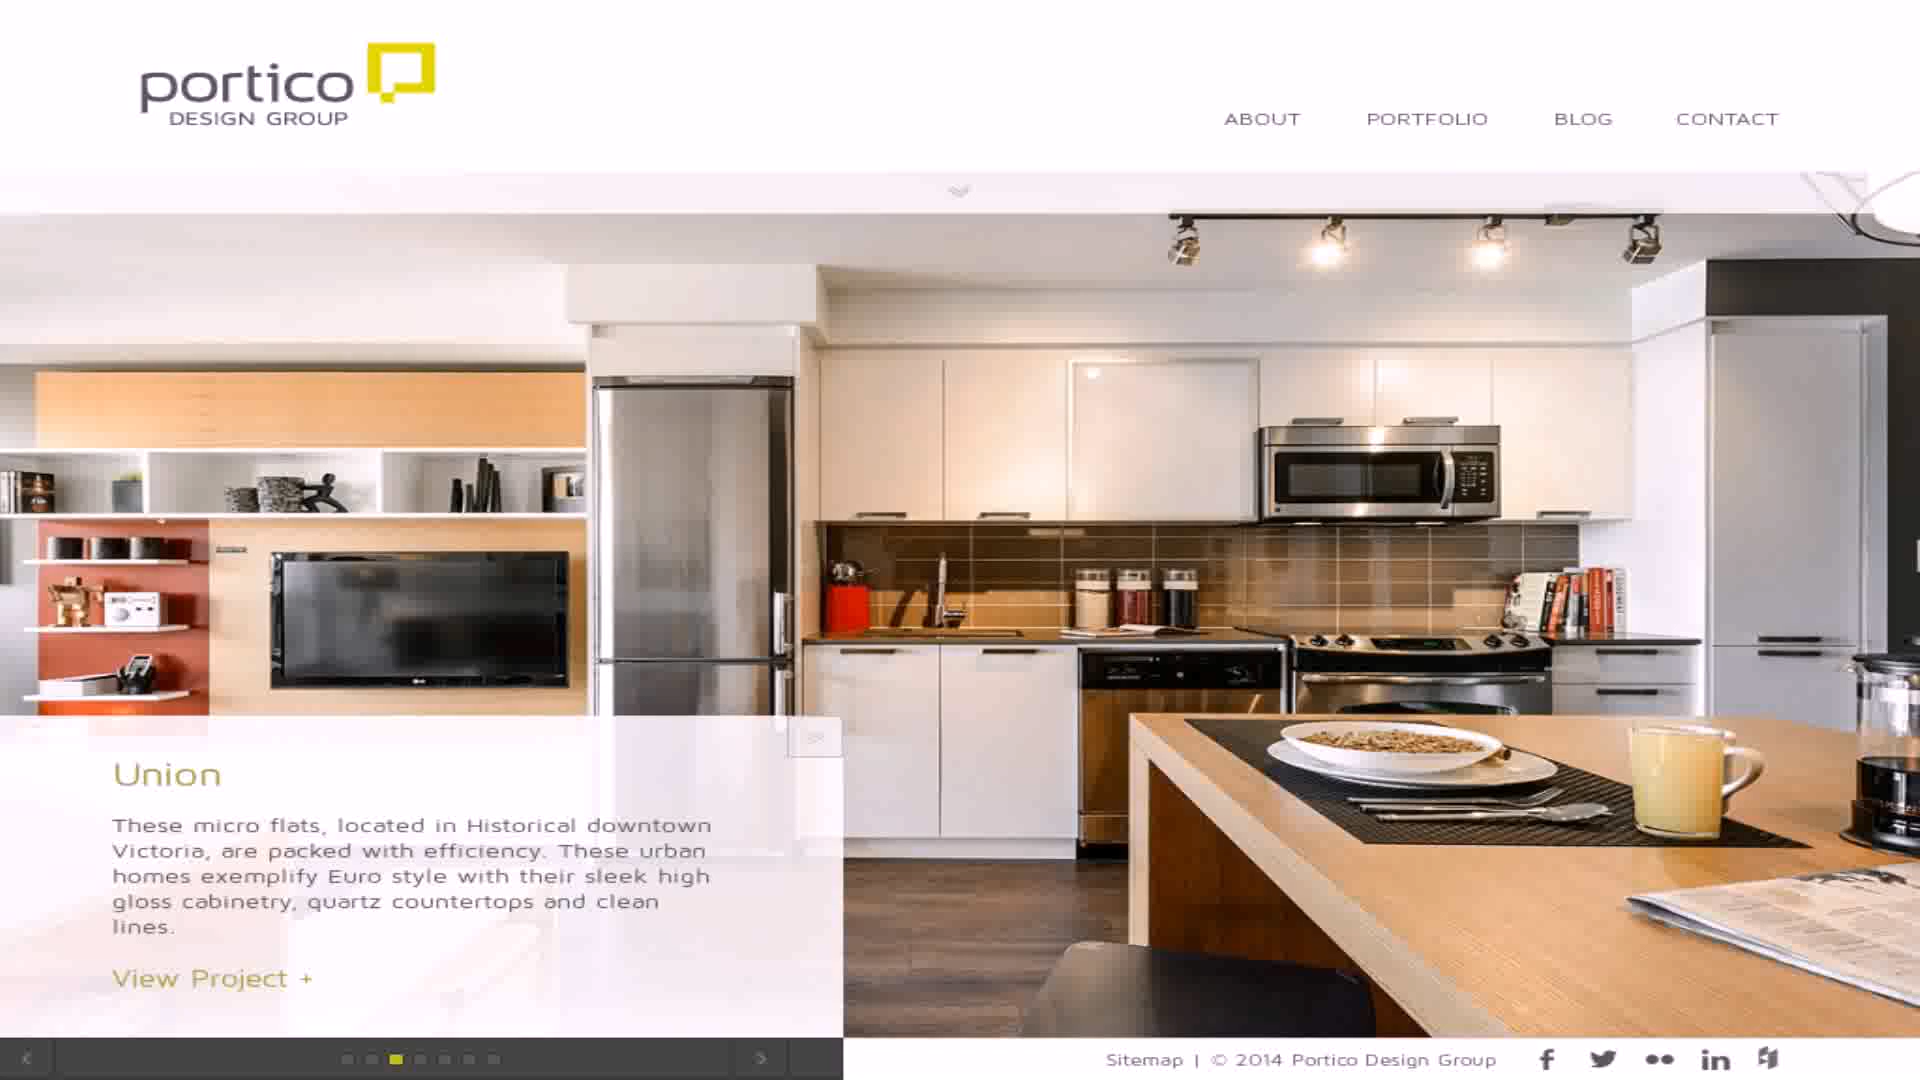 portico
DESIGN GROUP
ABOUT
PORTFOLIO
BLOG
CONTACT
Union
These micro flats, located in Historical downtown
Victoria, are packed with efficiency. These urban
homes exemplify Euro style with their sleek high
gloss cabinetry, quartz countertops and clean
lines.
View Project +
Sitemap | © 2014 Portico Design Group